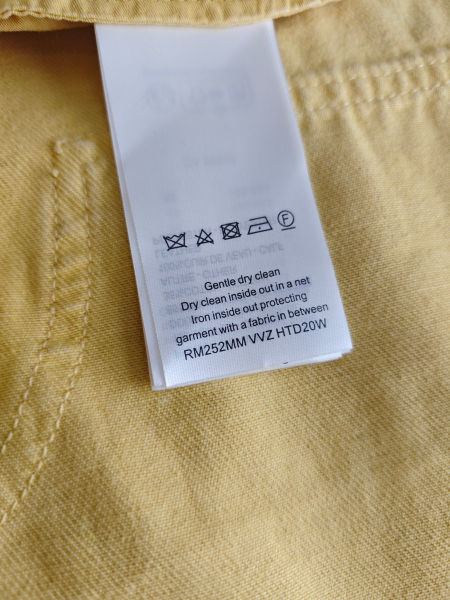 F
Gentle dry clean
Dry clean inside out in a net
Iron inside out protecting
garment with a fabric in between
RM252MM VVZ HTD20W